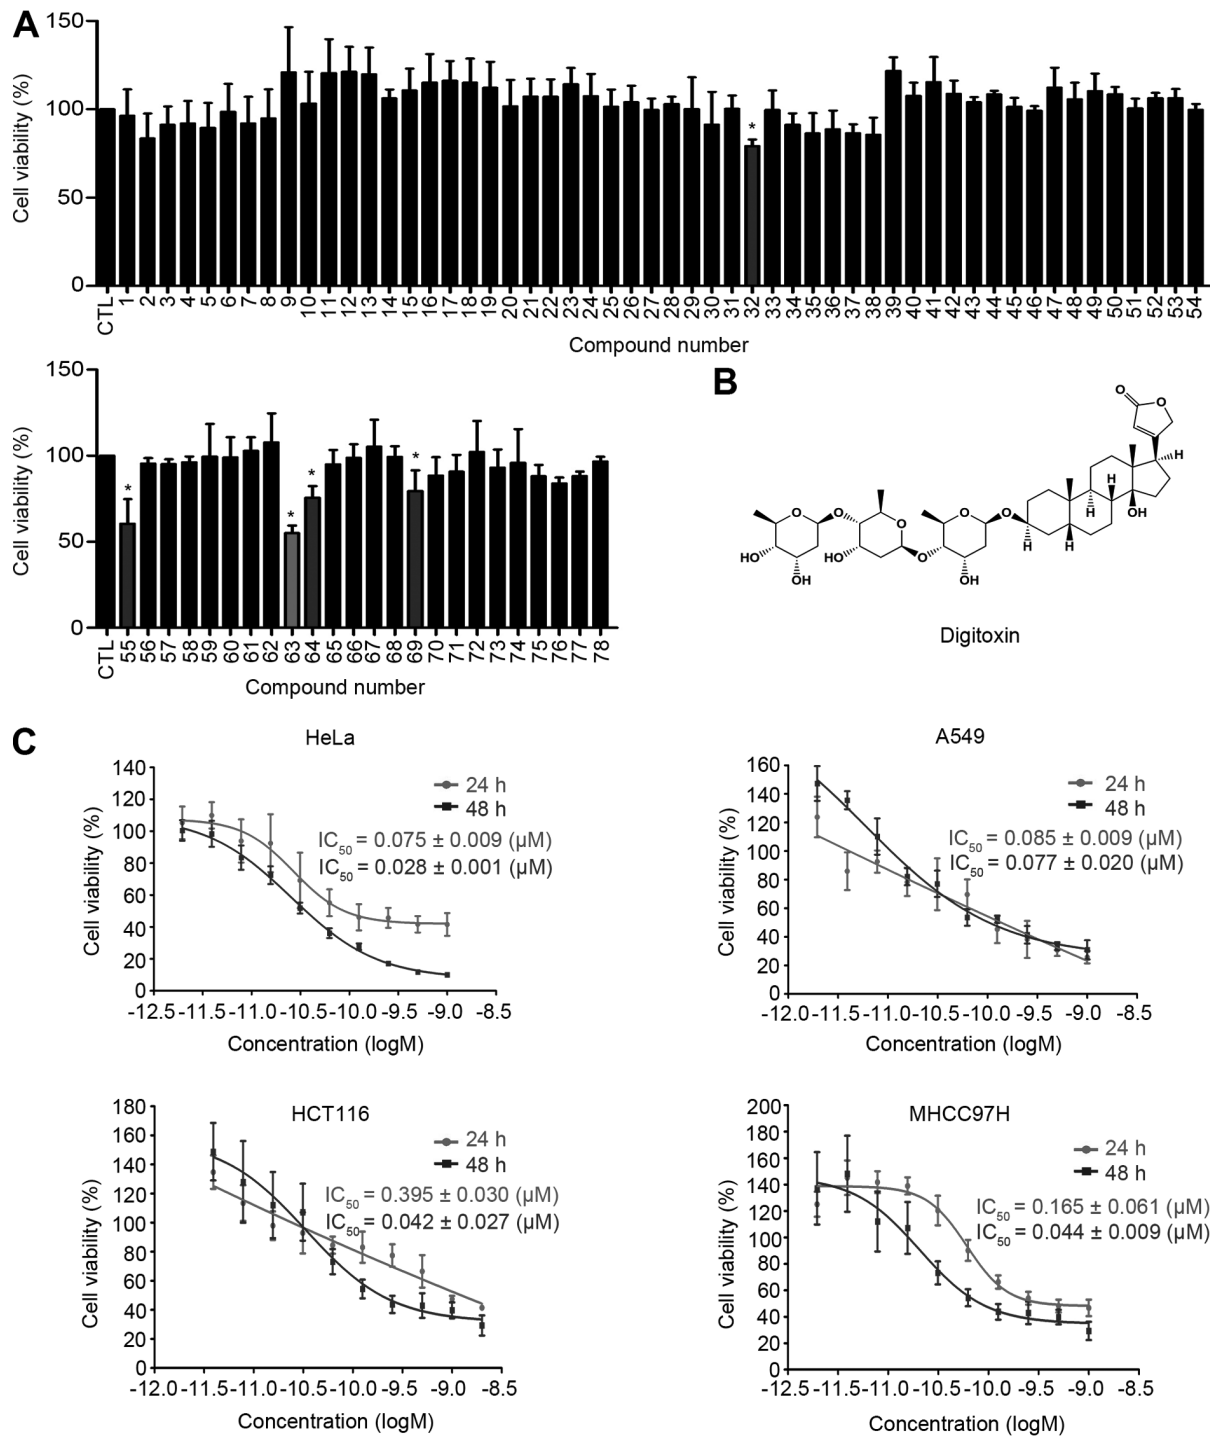 A
Cell viability (%)
150
100
50
0
*
CTL 1 2 3 4 5 6 7 8 9 10 11 12 13 14 15 16 17 18 19 20 21 22 23 24 25 26 27 28 29 30 31 32 33 34 35 36 37 38 39 40 41 42 43 44 45 46 47 48 49 50 51 52 53 54
Compound number
Cell viability (%)
150
100
50
0
* * * *
CTL 55 56 57 58 59 60 61 62 63 64 65 66 67 68 69 70 71 72 73 74 75 76 77 78
Compound number
B
O O
H
H H
H OH
O O O O O O
H H
HO HO
OH OH
Digitoxin
C
HeLa
Cell viability (%)
140
120
100
80
60
40
20
0
24 h
48 h
IC50 = 0.075 ± 0.009 (µM)
IC50 = 0.028 ± 0.001 (µM)
-12.5 -11.5 -11.0 -10.5 -10.0 -9.5 -9.0 -8.5
Concentration (logM)
A549
Cell viability (%)
160
140
120
100
80
60
40
20
0
24 h
48 h
IC50 = 0.085 ± 0.009 (µM)
IC50 = 0.077 ± 0.020 (µM)
-12.0 -11.5 -11.0 -10.5 -10.0 -9.5 -9.0 -8.5
Concentration (logM)
HCT116
Cell viability (%)
180
160
140
120
100
80
60
40
20
0
24 h
48 h
IC50 = 0.395 ± 0.030 (µM)
IC50 = 0.042 ± 0.027 (µM)
-12.0 -11.5 -11.0 -10.5 -10.0 -9.5 -9.0 -8.5
Concentration (logM)
MHCC97H
Cell viability (%)
200
180
160
140
120
100
80
60
40
20
0
24 h
48 h
IC50 = 0.165 ± 0.061 (µM)
IC50 = 0.044 ± 0.009 (µM)
-12.5 -11.5 -11.0 -10.5 -10.0 -9.5 -9.0 -8.5
Concentration (logM)